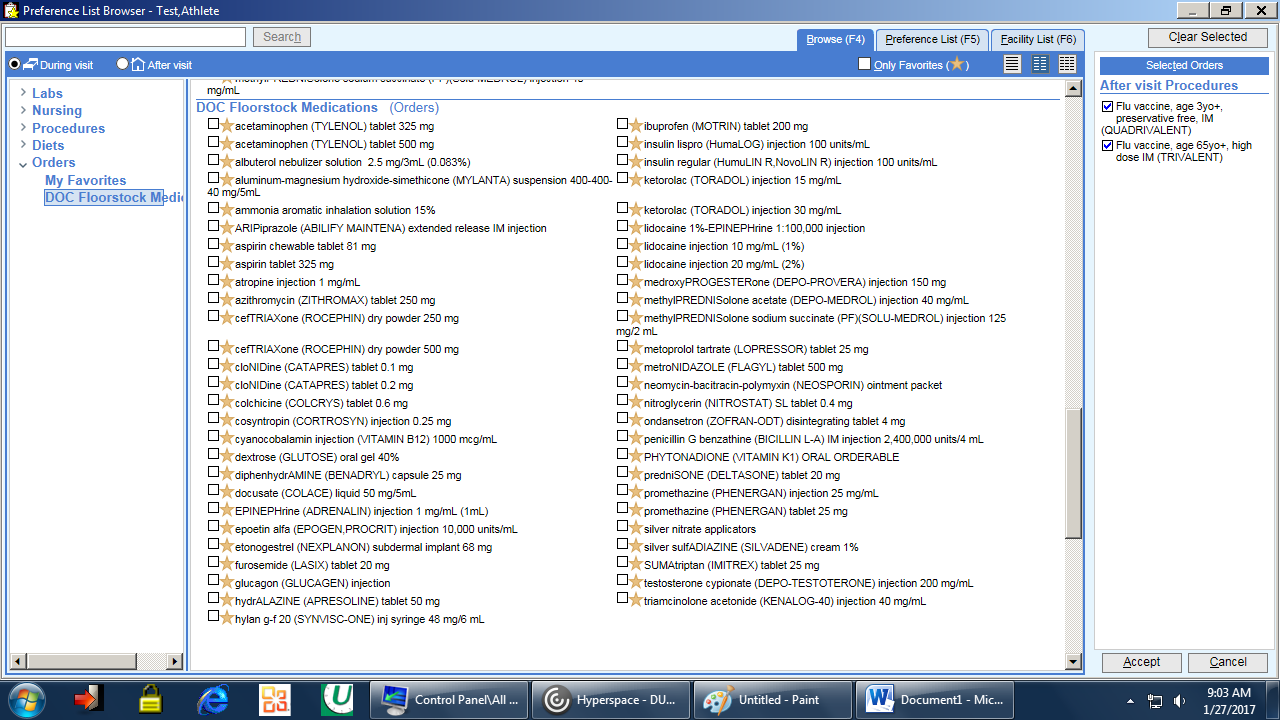 Preference List Browser - Test,Athlete
Search
Browse (F4)
Preference List (F5)
Facility List (F6)
Clear Selected
During visit
After visit
Only Favorites ( )
Selected Orders
After visit Procedures
Flu vaccine, age 3yo+,
preservative free, IM
(QUADRIVALENT)
Flu vaccine, age 65yo+, high
dose IM (TRIVALENT)
Labs
Nursing
Procedures
Diets
Orders
My Favorites
DOC Floorstock Medic
mg/mL
DOC Floorstock Medications (Orders)
acetaminophen (TYLENOL) tablet 325 mg
acetaminophen (TYLENOL) tablet 500 mg
albuterol nebulizer solution 2.5 mg/3mL (0.083%)
aluminum-magnesium hydroxide-simethicone (MYLANTA) suspension 400-400-
40 mg/5mL
ammonia aromatic inhalation solution 15%
ARIPiprazole (ABILIFY MAINTENA) extended release IM injection
aspirin chewable tablet 81 mg
aspirin tablet 325 mg
atropine injection 1 mg/mL
azithromycin (ZITHROMAX) tablet 250 mg
cefTRIAXone (ROCEPHIN) dry powder 250 mg
cefTRIAXone (ROCEPHIN) dry powder 500 mg
cloNIDine (CATAPRES) tablet 0.1 mg
cloNIDine (CATAPRES) tablet 0.2 mg
colchicine (COLCRYS) tablet 0.6 mg
cosyntropin (CORTROSYN) injection 0.25 mg
cyanocobalamin injection (VITAMIN B12) 1000 mcg/mL
dextrose (GLUTOSE) oral gel 40%
diphenhydrAMINE (BENADRYL) capsule 25 mg
docusate (COLACE) liquid 50 mg/5mL
EPINEPHrine (ADRENALIN) injection 1 mg/mL (1mL)
epoetin alfa (EPOGEN,PROCRIT) injection 10,000 units/mL
etonogestrel (NEXPLANON) subdermal implant 68 mg
furosemide (LASIX) tablet 20 mg
glucagon (GLUCAGEN) injection
hydrALAZINE (APRESOLINE) tablet 50 mg
hylan g-f 20 (SYNVISC-ONE) inj syringe 48 mg/6 mL
ibuprofen (MOTRIN) tablet 200 mg
insulin lispro (HumaLOG) injection 100 units/mL
insulin regular (HumuLIN R,NovoLIN R) injection 100 units/mL
ketorolac (TORADOL) injection 15 mg/mL
ketorolac (TORADOL) injection 30 mg/mL
lidocaine 1%-EPINEPHrine 1:100,000 injection
lidocaine injection 10 mg/mL (1%)
lidocaine injection 20 mg/mL (2%)
medroxyPROGESTERone (DEPO-PROVERA) injection 150 mg
methylPREDNISolone acetate (DEPO-MEDROL) injection 40 mg/mL
methylPREDNISolone sodium succinate (PF)(SOLU-MEDROL) injection 125
mg/2 mL
metoprolol tartrate (LOPRESSOR) tablet 25 mg
metroNIDAZOLE (FLAGYL) tablet 500 mg
neomycin-bacitracin-polymyxin (NEOSPORIN) ointment packet
nitroglycerin (NITROSTAT) SL tablet 0.4 mg
ondansetron (ZOFRAN-ODT) disintegrating tablet 4 mg
penicillin G benzathine (BICILLIN L-A) IM injection 2,400,000 units/4 mL
PHYTONADIONE (VITAMIN K1) ORAL ORDERABLE
predniSONE (DELTASONE) tablet 20 mg
promethazine (PHENERGAN) injection 25 mg/mL
promethazine (PHENERGAN) tablet 25 mg
silver nitrate applicators
silver sulfADIAZINE (SILVADENE) cream 1%
SUMAtriptan (IMITREX) tablet 25 mg
testosterone cypionate (DEPO-TESTOTERONE) injection 200 mg/mL
triamcinolone acetonide (KENALOG-40) injection 40 mg/mL
Accept
Cancel
Control Panel\All ...
Hyperspace - DU...
Untitled - Paint
Document1 - Mic...
9:03 AM
1/27/2017